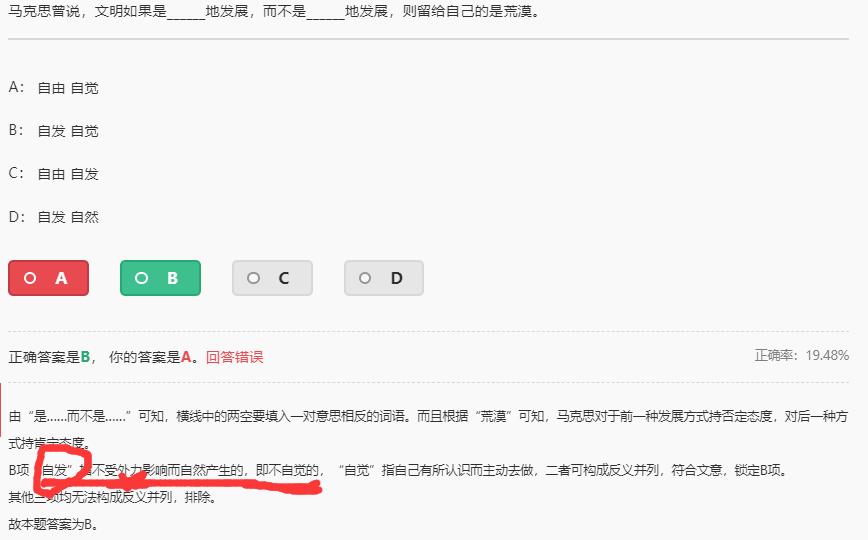 马克思曾说，文明如果是______地发展，而不是______地发展，则留给自己的是荒漠。
A： 自由 自觉
B： 自发 自觉
C： 自由 自发
D： 自发 自然
A B C D
正确答案是B， 你的答案是A。回答错误 正确率：19.48%
由“是……而不是……”可知，横线中的两空要填入一对意思相反的词语。而且根据“荒漠”可知，马克思对于前一种发展方式持否定态度，对后一种方
式持肯定态度。
B项“自发”指不受外力影响而自然产生的，即不自觉的，“自觉”指自己有所认识而主动去做，二者可构成反义并列，符合文意，锁定B项。
其他三项均无法构成反义并列，排除。
故本题答案为B。